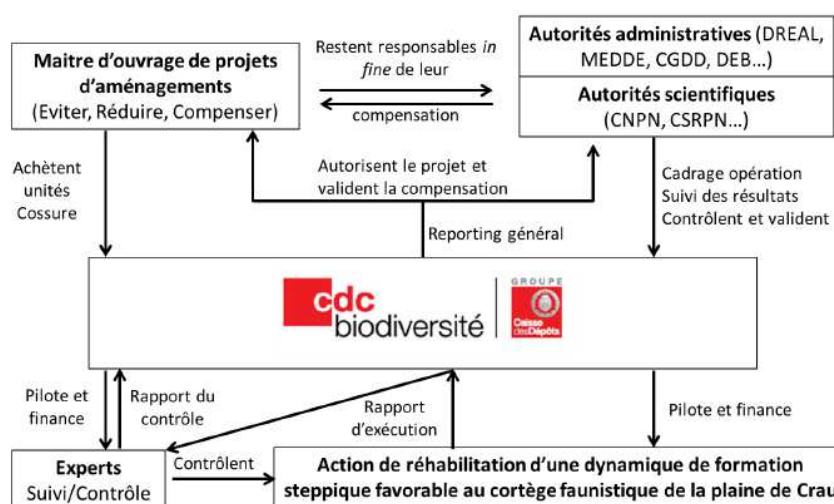 Maitre d'ouvrage de projets
d'aménagements
(Eviter, Réduire, Compenser)
Restent responsables in
fine de leur
compensation
Autorités administratives (DREAL,
MEDDE, CGDD, DEB...)
Autorités scientifiques
(CNPN, CSRPN...)
Achètent
unités
Cossure
Autorisent le projet et
valident la compensation
Cadrage opération
Suivi des résultats
Contrôlent et valident
Reporting général
cdc
biodiversité
GROUPE
Caisse
des Dépôts
Pilote et
finance
Rapport du
contrôle
Rapport
d'exécution
Pilote et finance
Experts
Suivi/Contrôle
Contrôlent
Action de réhabilitation d'une dynamique de formation
steppique favorable au cortège faunistique de la plaine de Crau